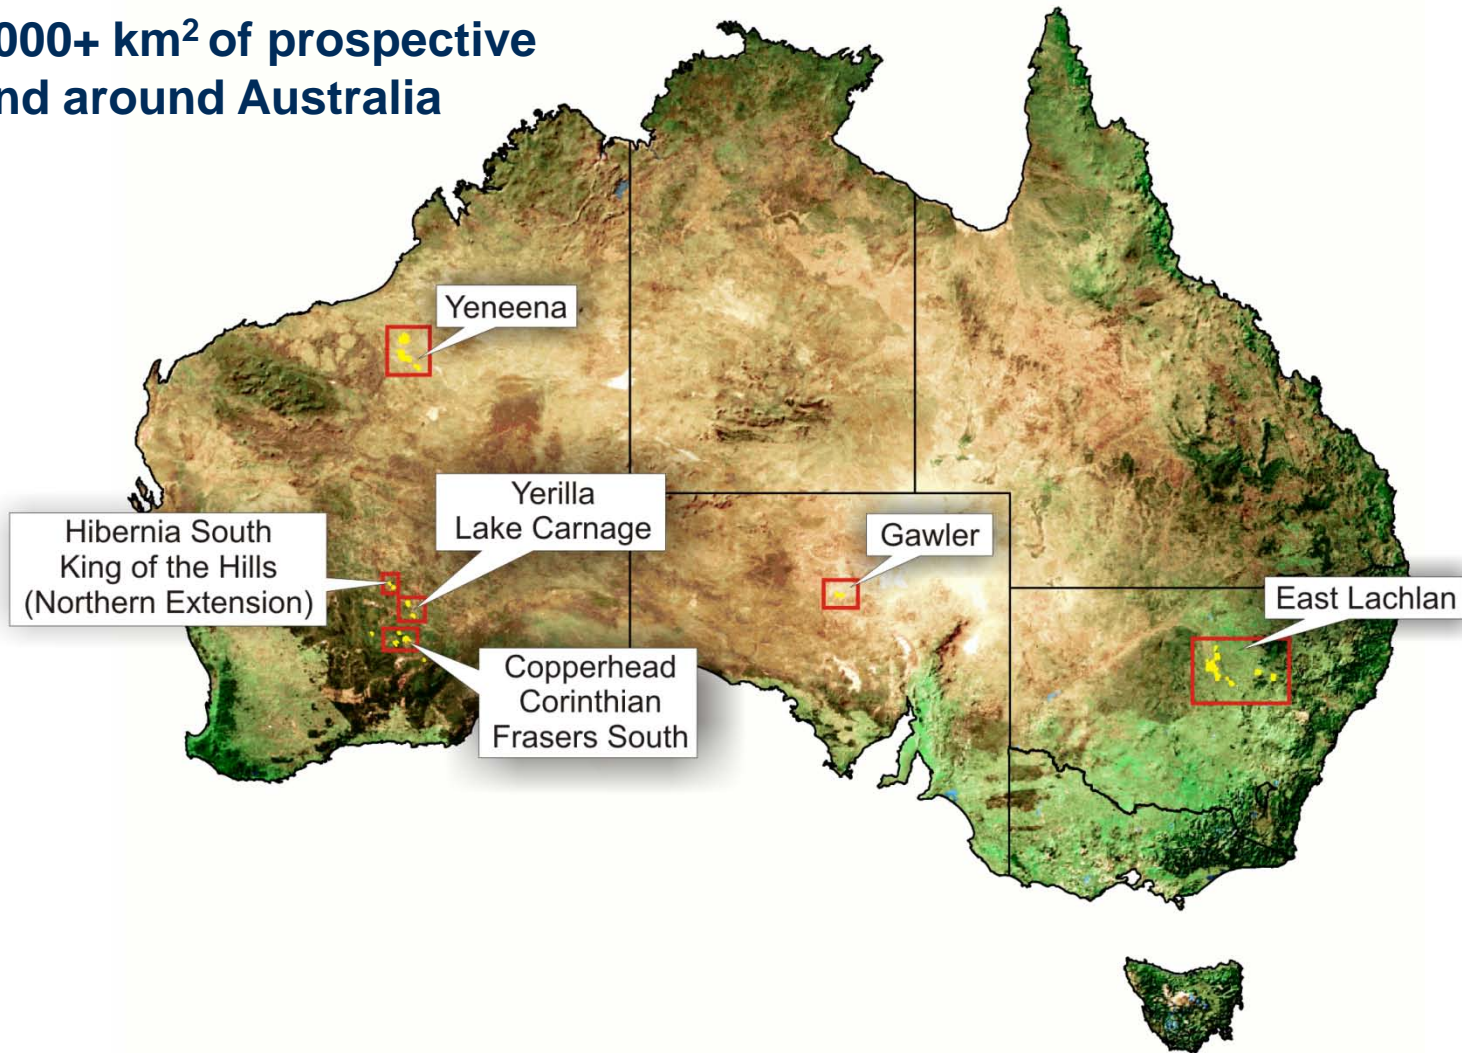 000+ km² of prospective
nd around Australia
Yeneena
Yerilla
Lake Carnage
Hibernia South
King of the Hills
(Northern Extension)
Gawler
East Lachlan
Copperhead
Corinthian
Frasers South